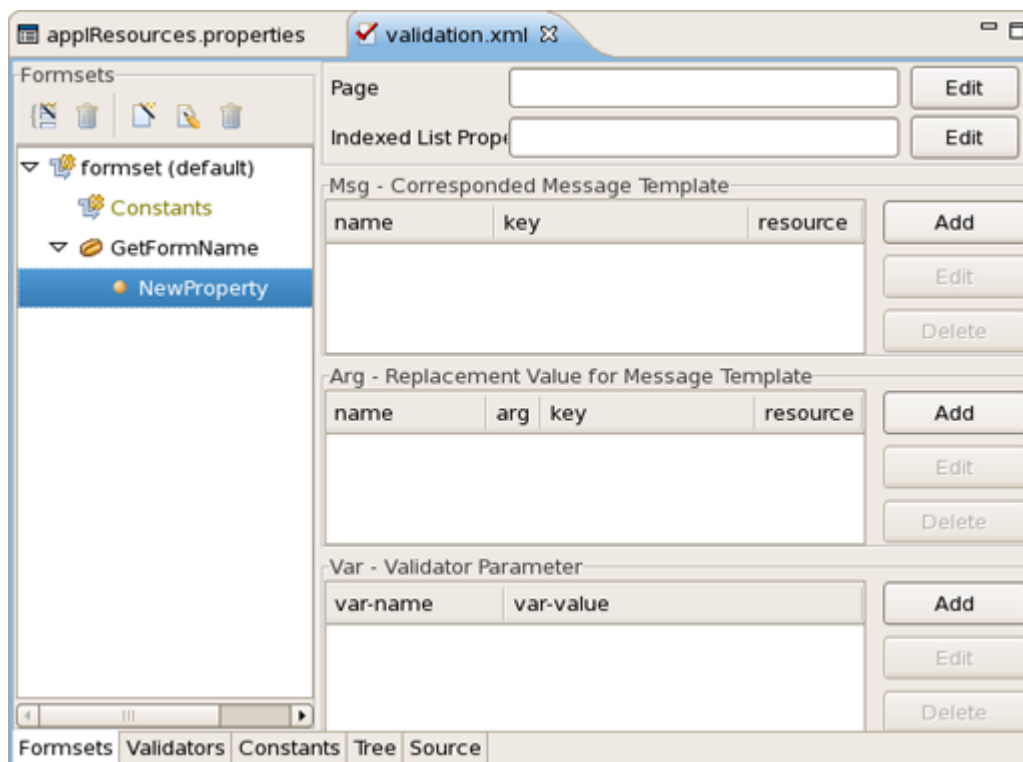 applResources.properties
validation.xml
Formsets
formset (default)
Constants
GetFormName
NewProperty
Page
Edit
Indexed List Prope
Edit
Msg - Corresponded Message Template
name key resource
Add
Edit
Delete
Arg - Replacement Value for Message Template
name arg key resource
Add
Edit
Delete
Var - Validator Parameter
var-name var-value
Add
Edit
Delete
Formsets Validators Constants Tree Source